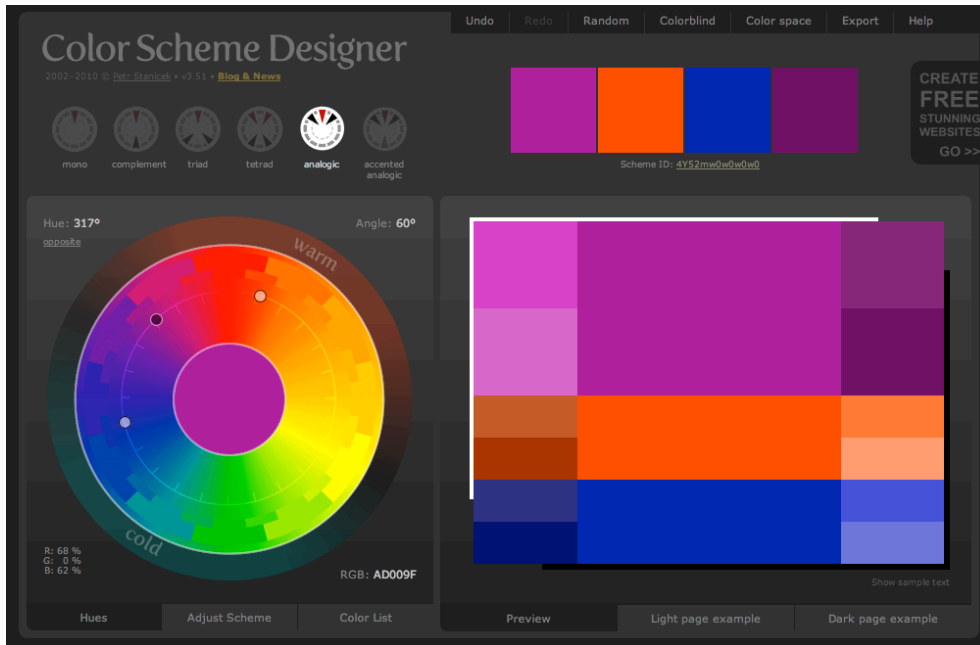 Undo Redo Random Colorblind Color space Export Help
Color Scheme Designer
2002-2010 © Petr Stanicek • v3.51 • Blog & News
mono complement triad tetrad analogic accented
analogic
Scheme ID: 4Y52mw0w0w0w0
CREATE
FREE
STUNNING
WEBSITES
GO >>
Hue: 317°
opposite
Angle: 60°
warm
cold
R: 68 %
G: 0 %
B: 62 %
RGB: AD009F
Hues Adjust Scheme Color List
Show sample text
Preview Light page example Dark page example